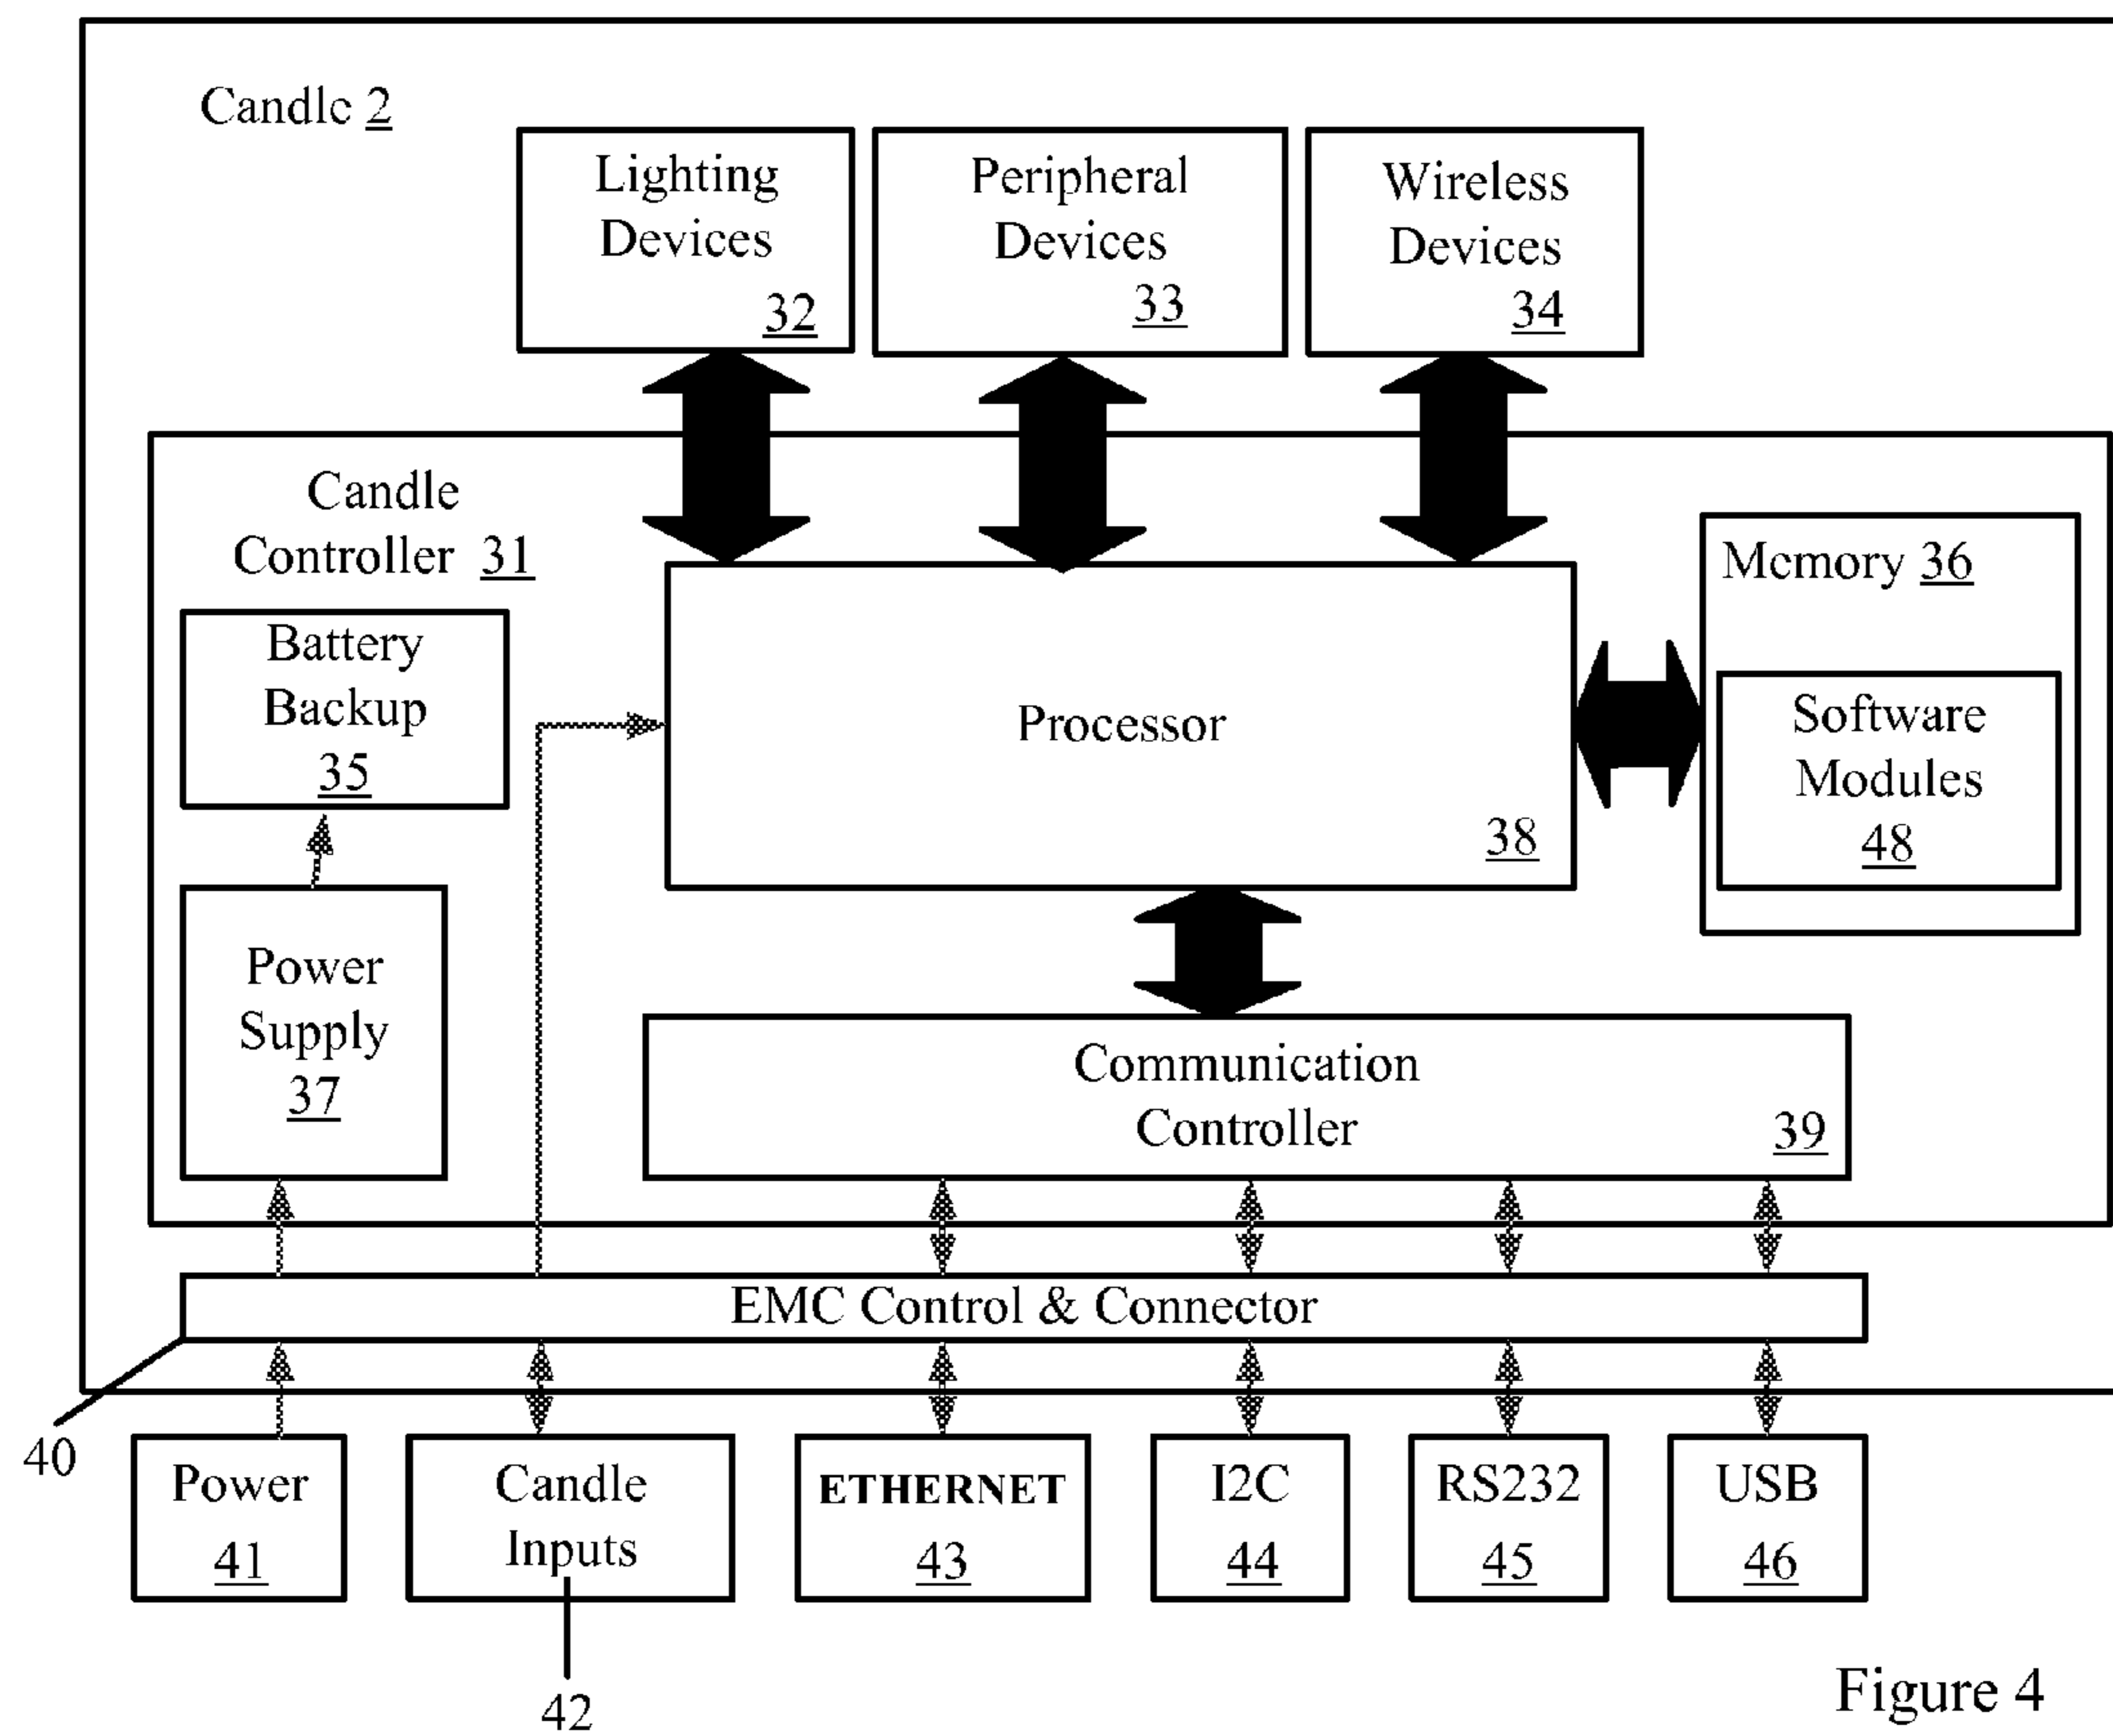 Candle 2
Lighting
Devices
32
Peripheral
Devices
33
Wireless
Devices
34
Candle
Controller 31
Battery
Backup
35
Processor
38
Memory 36
Software
Modules
48
Power
Supply
37
Communication
Controller
39
EMC Control & Connector
40
Power
41
Candle
Inputs
42
ETHERNET
43
I2C
44
RS232
45
USB
46
Figure 4